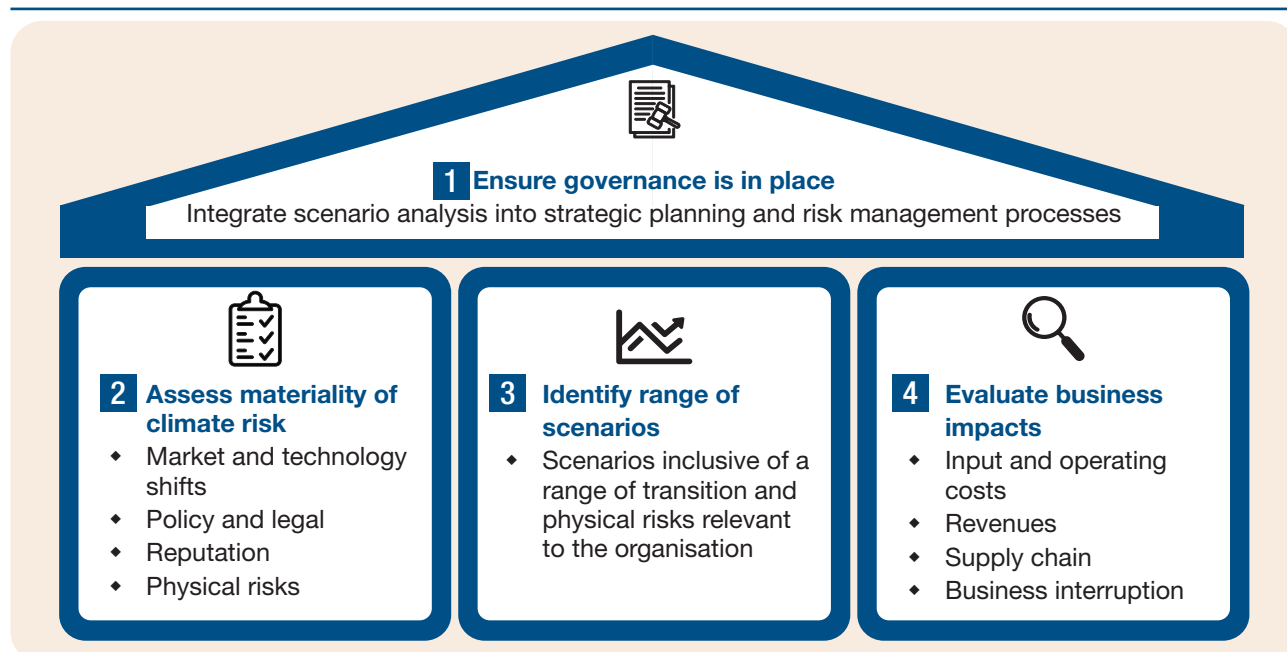 1 Ensure governance is in place
Integrate scenario analysis into strategic planning and risk management processes
2 Assess materiality of
climate risk
◆ Market and technology
shifts
◆ Policy and legal
◆ Reputation
◆ Physical risks
3 Identify range of
scenarios
◆ Scenarios inclusive of a
range of transition and
physical risks relevant
to the organisation
4 Evaluate business
impacts
◆ Input and operating
costs
◆ Revenues
◆ Supply chain
◆ Business interruption